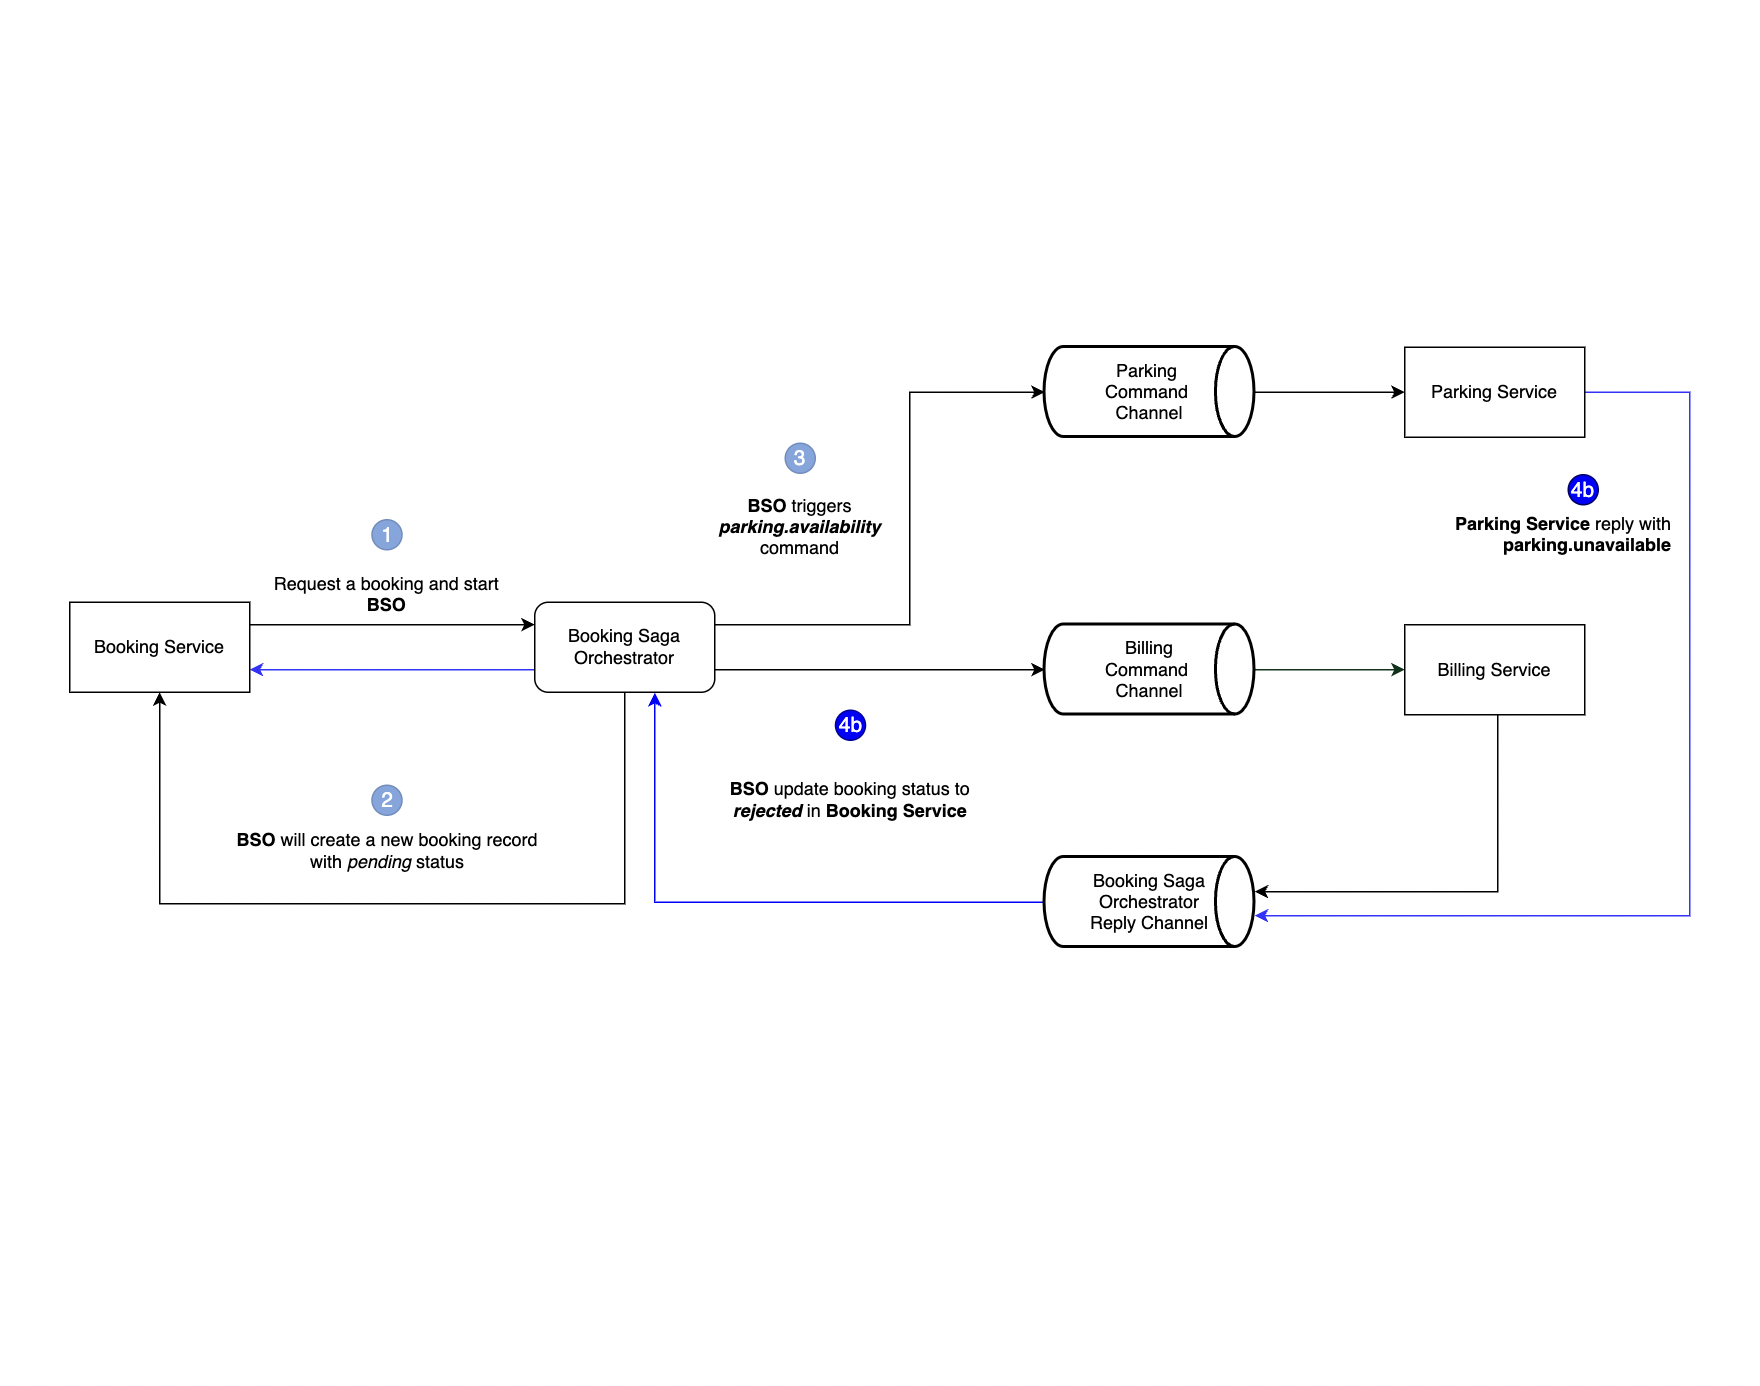 Parking
Command
Channel
Parking Service
3
BSO triggers
parking.availability
command
4b
Parking Service reply with
parking.unavailable
1
Request a booking and start
BSO
Booking Service
Booking Saga
Orchestrator
Billing
Command
Channel
Billing Service
4b
BSO update booking status to
rejected in Booking Service
2
BSO will create a new booking record
with pending status
Booking Saga
Orchestrator
Reply Channel